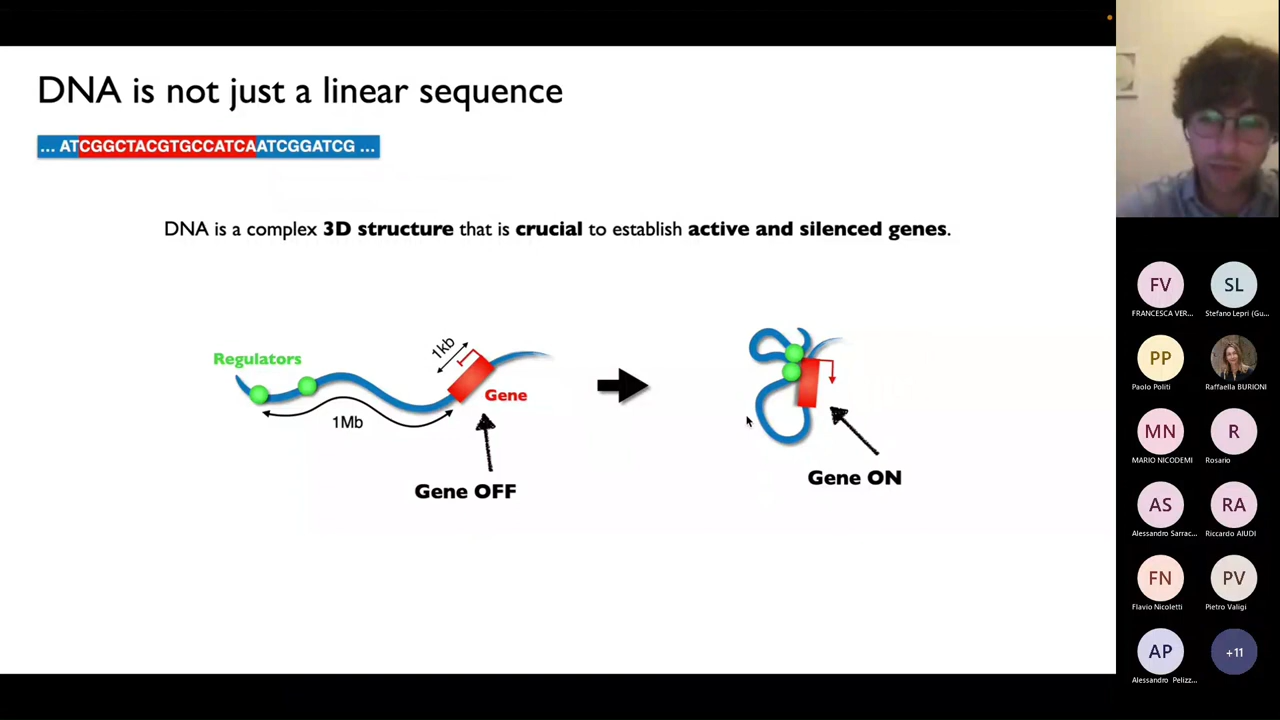 DNA is not just a linear sequence
... ATCGGCTACGTGCCATCAATCGGATCG ...
DNA is a complex 3D structure that is crucial to establish active and silenced genes.
Regulators
1kb
Gene
1Mb
Gene OFF
Gene ON
FV
SL
FRANCESCA VER...
Stefano Lepri (Gu...
PP
Paolo Politi
Raffaella BURIONI
MN
R
MARIO NICODEMI
Rosario
AS
RA
Alessandro Sarrac...
Riccardo AIUDI
FN
PV
Flavio Nicoletti
Pietro Valigi
AP
+11
Alessandro Pelizz...